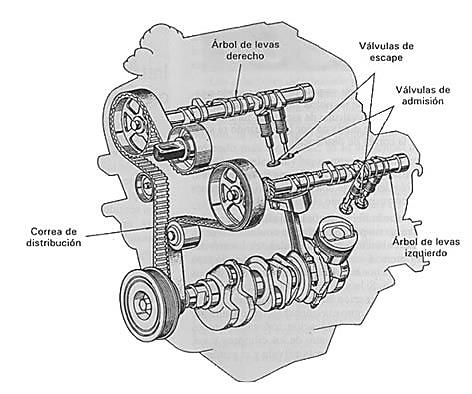 Árbol de levas
derecho
Válvulas de
escape
Válvulas de
admisión
Correa de
distribución
Árbol de levas
izquierdo